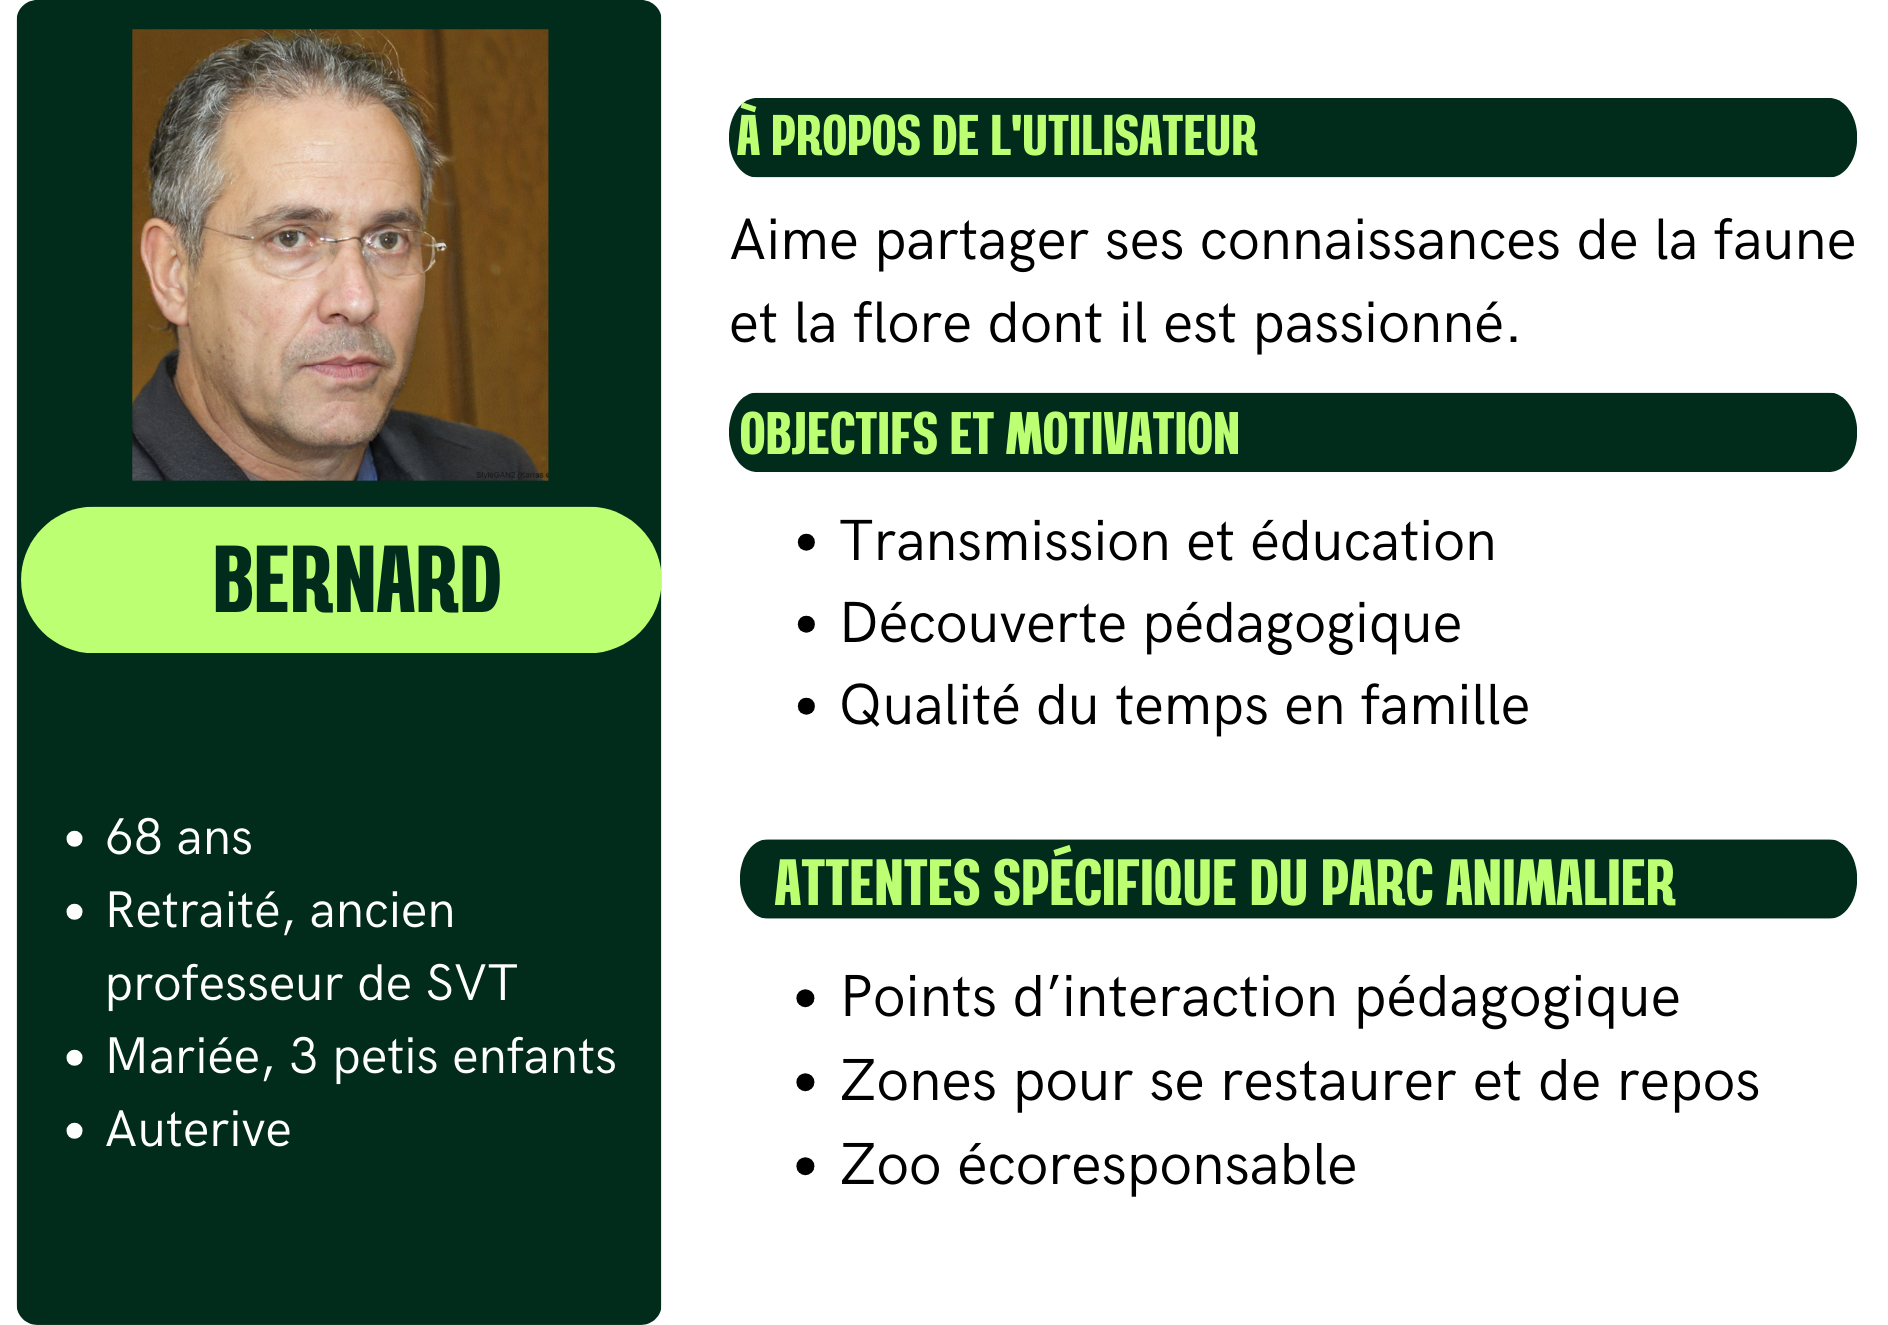 StyleGAN2 (Karras e
BERNARD
68 ans
Retraité, ancien
professeur de SVT
Mariée, 3 petis enfants
Auterive
À PROPOS DE L'UTILISATEUR
Aime partager ses connaissances de la faune
et la flore dont il est passionné.
OBJECTIFS ET MOTIVATION
Transmission et éducation
Découverte pédagogique
Qualité du temps en famille
ATTENTES SPÉCIFIQUE DU PARC ANIMALIER
Points d’interaction pédagogique
Zones pour se restaurer et de repos
Zoo écoresponsable